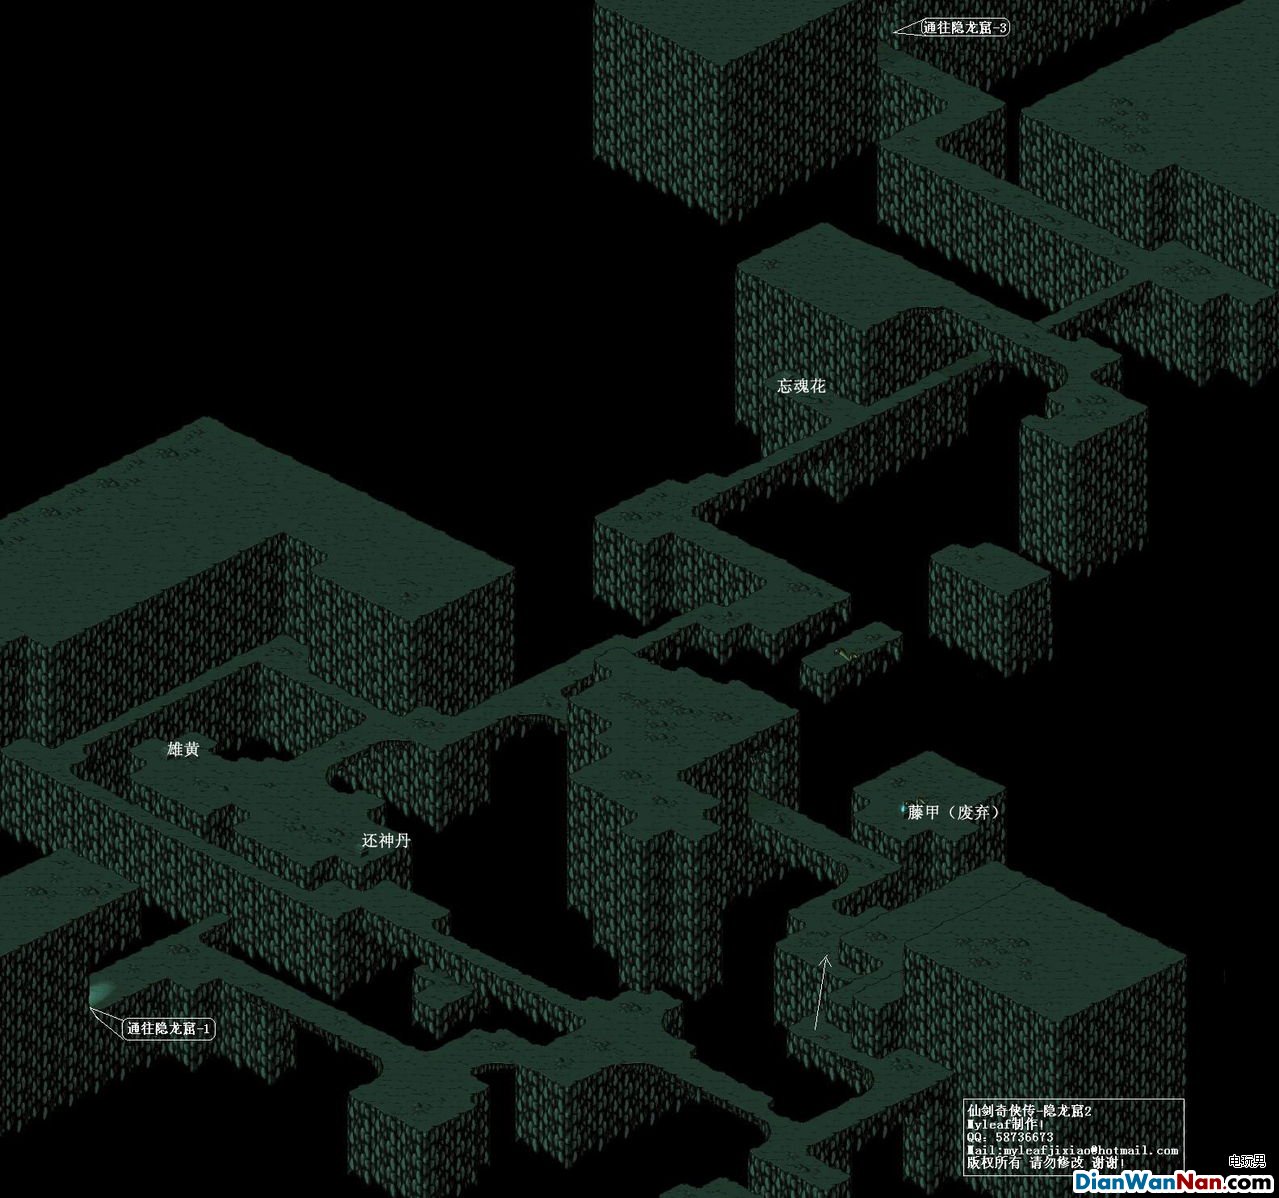 通往隐龙窟-3
忘魂花
雄黄
还神丹
藤甲（废弃）
通往隐龙窟-1
仙剑奇侠传-隐龙窟2
Myleaf制作!
QQ: 58736673
Mail:myleafjixiao@hotmail.com
版权所有 请勿修改 谢谢!
电玩男
DianWanNan.com